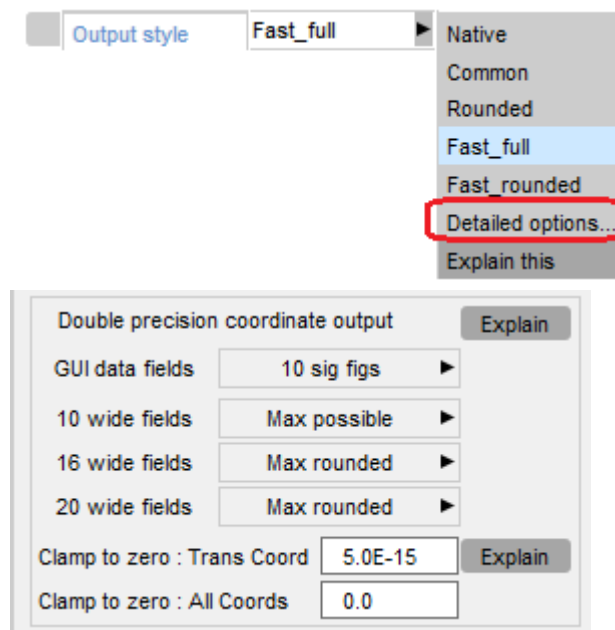 Output style Fast_full Native
Common
Rounded
Fast_full
Fast_rounded
Detailed options...
Explain this
Double precision coordinate output Explain
GUI data fields 10 sig figs
10 wide fields Max possible
16 wide fields Max rounded
20 wide fields Max rounded
Clamp to zero : Trans Coord 5.0E-15 Explain
Clamp to zero : All Coords 0.0